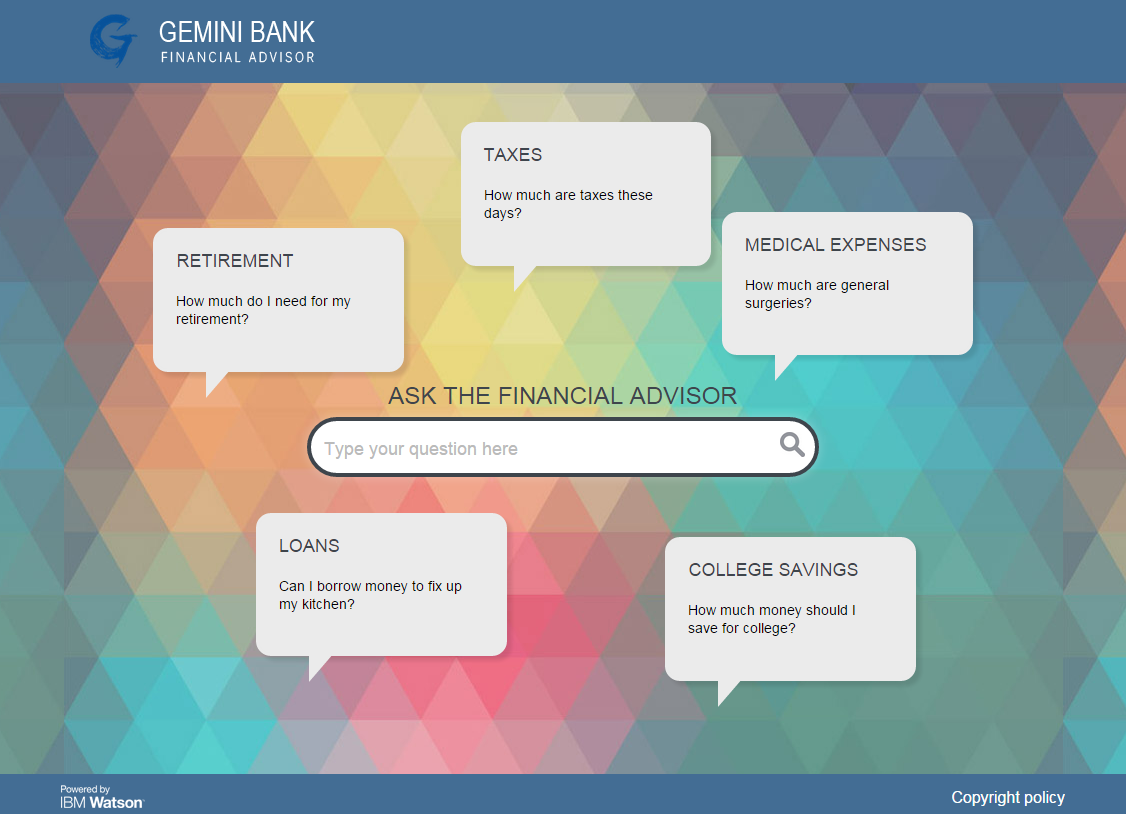 GEMINI BANK
FINANCIAL ADVISOR
TAXES
How much are taxes these
days?
MEDICAL EXPENSES
How much are general
surgeries?
RETIREMENT
How much do I need for my
retirement?
ASK THE FINANCIAL ADVISOR
Type your question here
LOANS
Can I borrow money to fix up
my kitchen?
COLLEGE SAVINGS
How much money should I
save for college?
Powered by
IBM Watson
Copyright policy